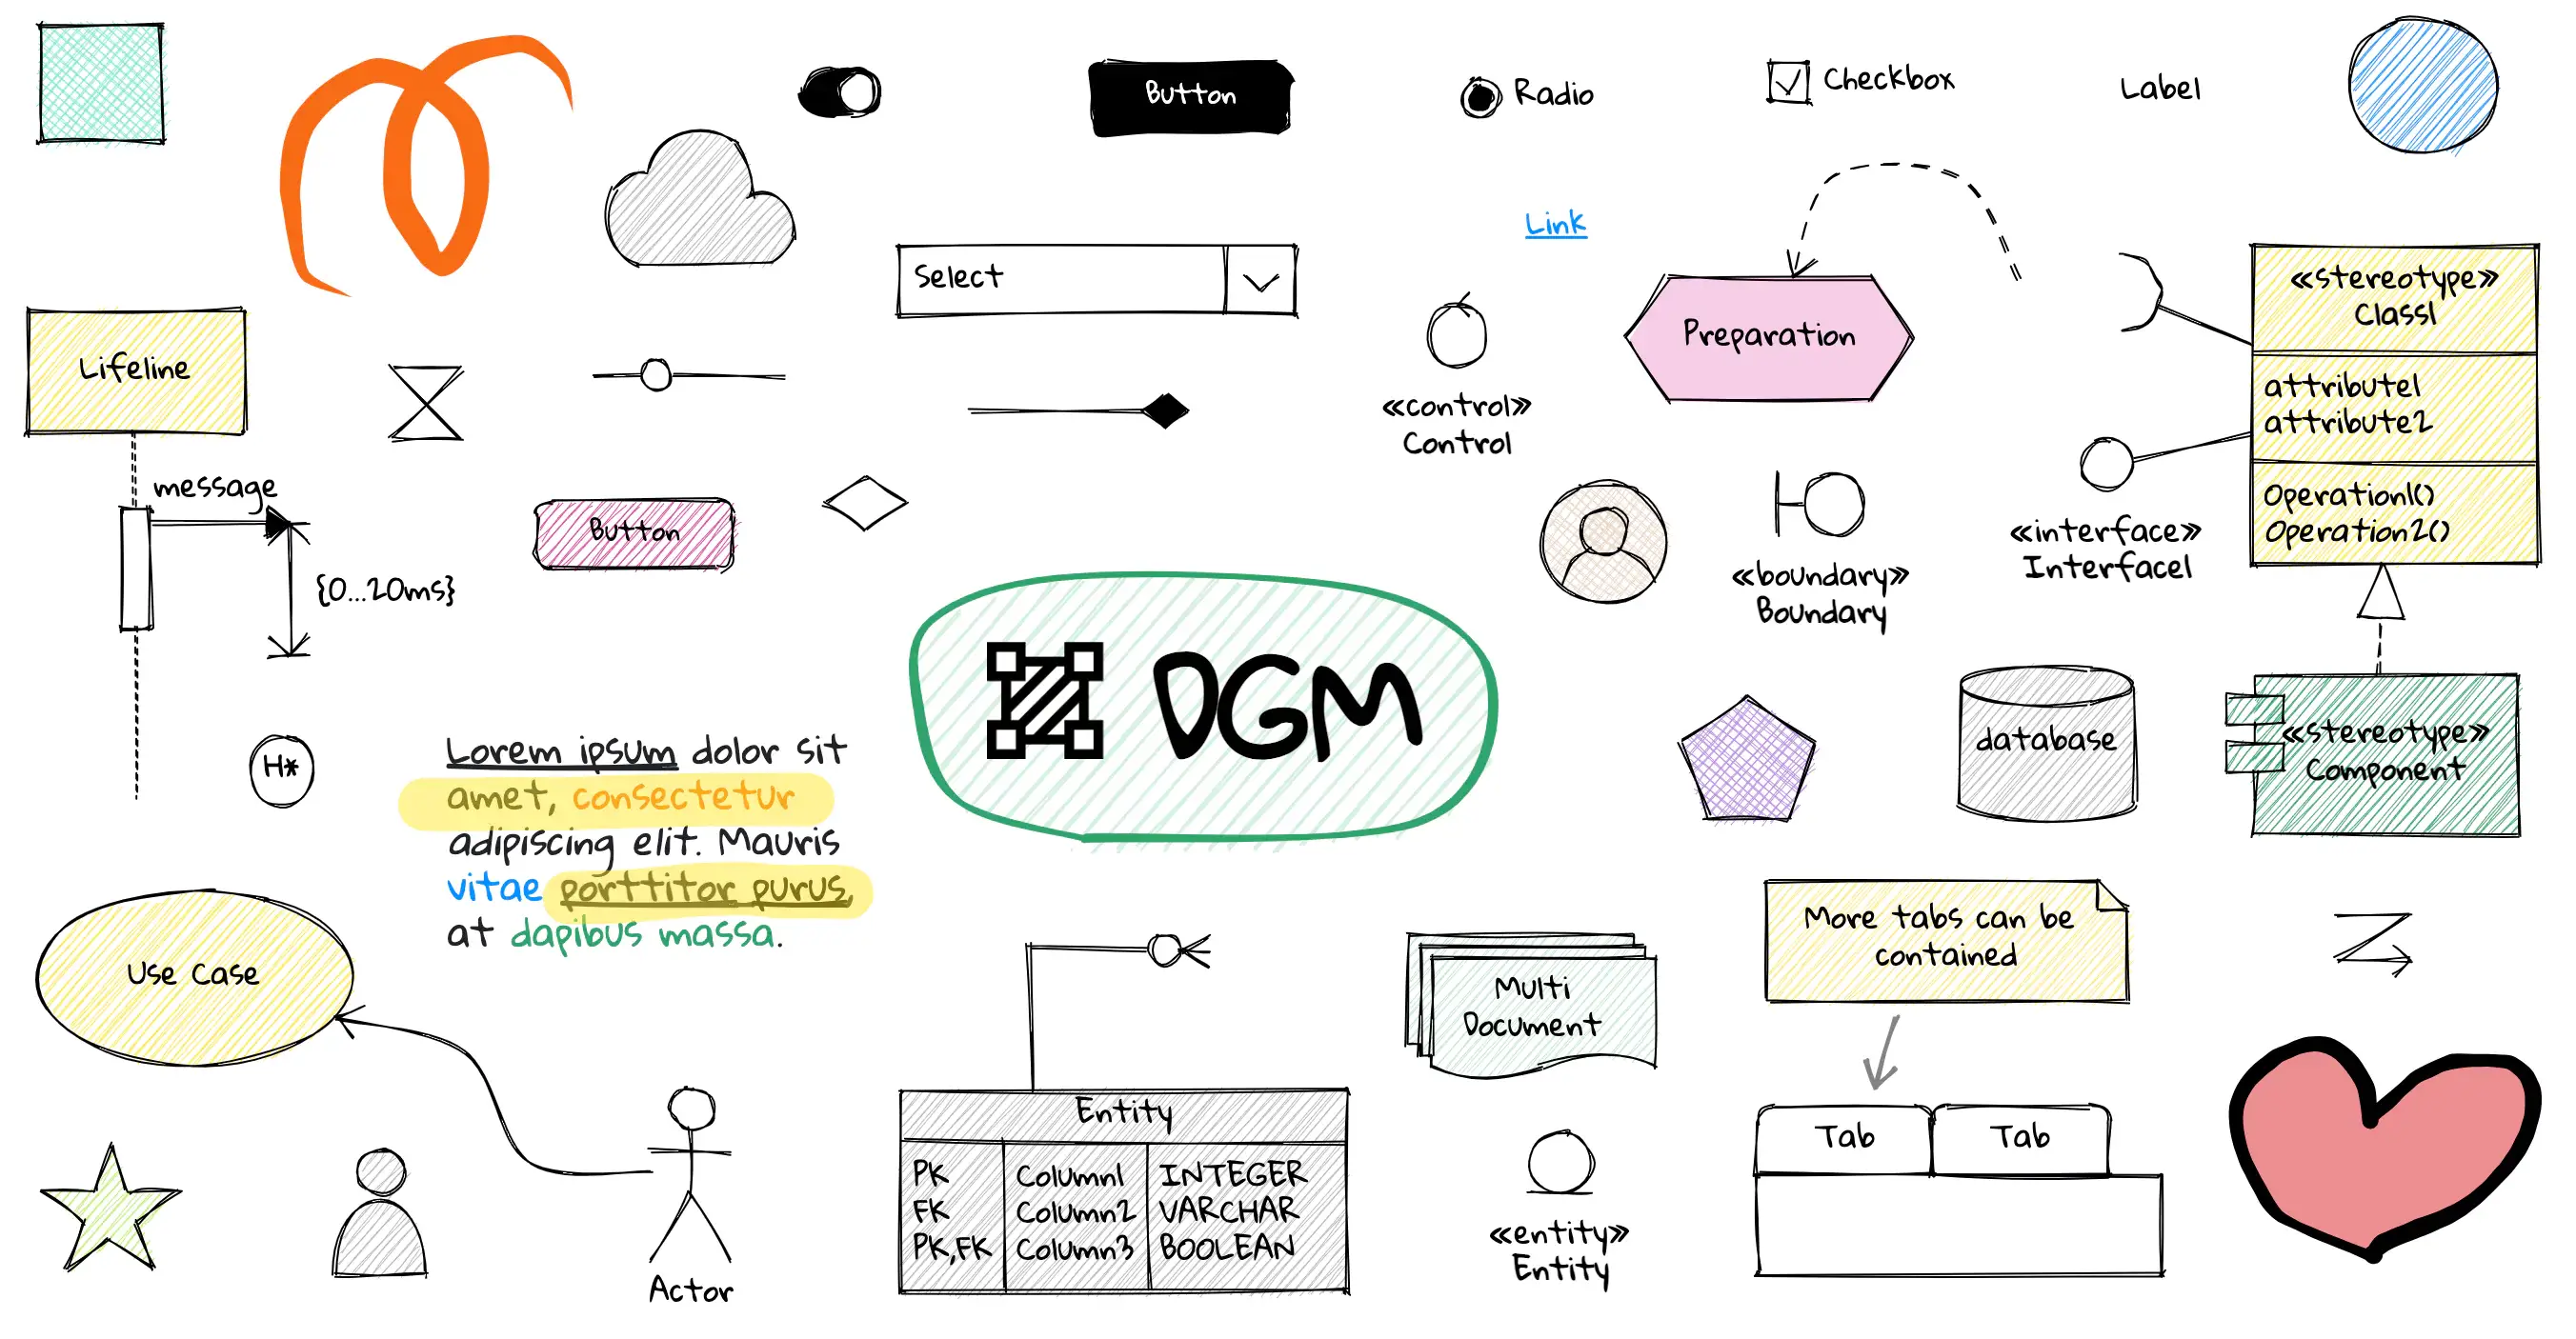 Button
Radio
Checkbox
Label
Link
Select
«stereotype»
Class1
attribute1
attribute2
Operation1()
Operation2()
Preparation
Lifeline
«control»
Control
message
{0...20ms}
Button
«boundary»
Boundary
«interface»
Interface1
DGM
H*
Lorem ipsum dolor sit
amet, consectetur
adipiscing elit. Mauris
vitae porttitor purus,
at dapibus massa.
database
«stereotype»
Component
More tabs can be
contained
Use Case
Multi
Document
Entity
PK Column1 INTEGER
FK Column2 VARCHAR
PK,FK Column3 BOOLEAN
Tab
Tab
«entity»
Entity
Actor